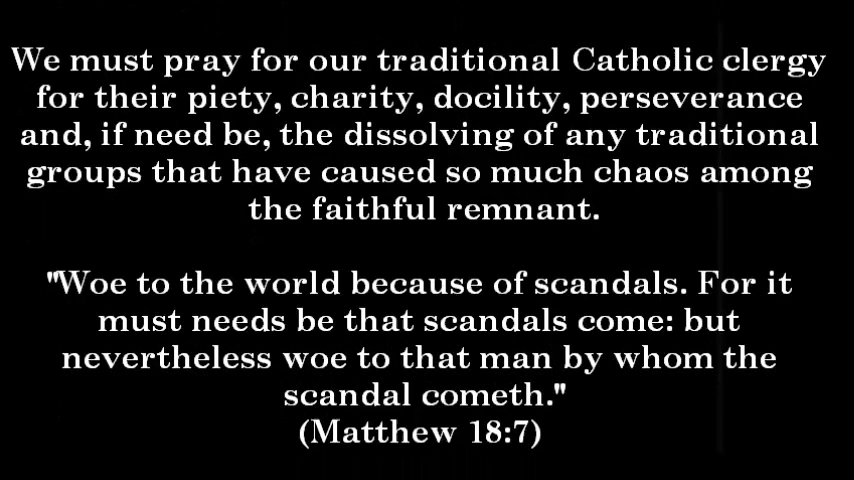 We must pray for our traditional Catholic clergy
for their piety, charity, docility, perseverance
and, if need be, the dissolving of any traditional
groups that have caused so much chaos among
the faithful remnant.
"Woe to the world because of scandals. For it
must needs be that scandals come: but
nevertheless woe to that man by whom the
scandal cometh."
(Matthew 18:7)